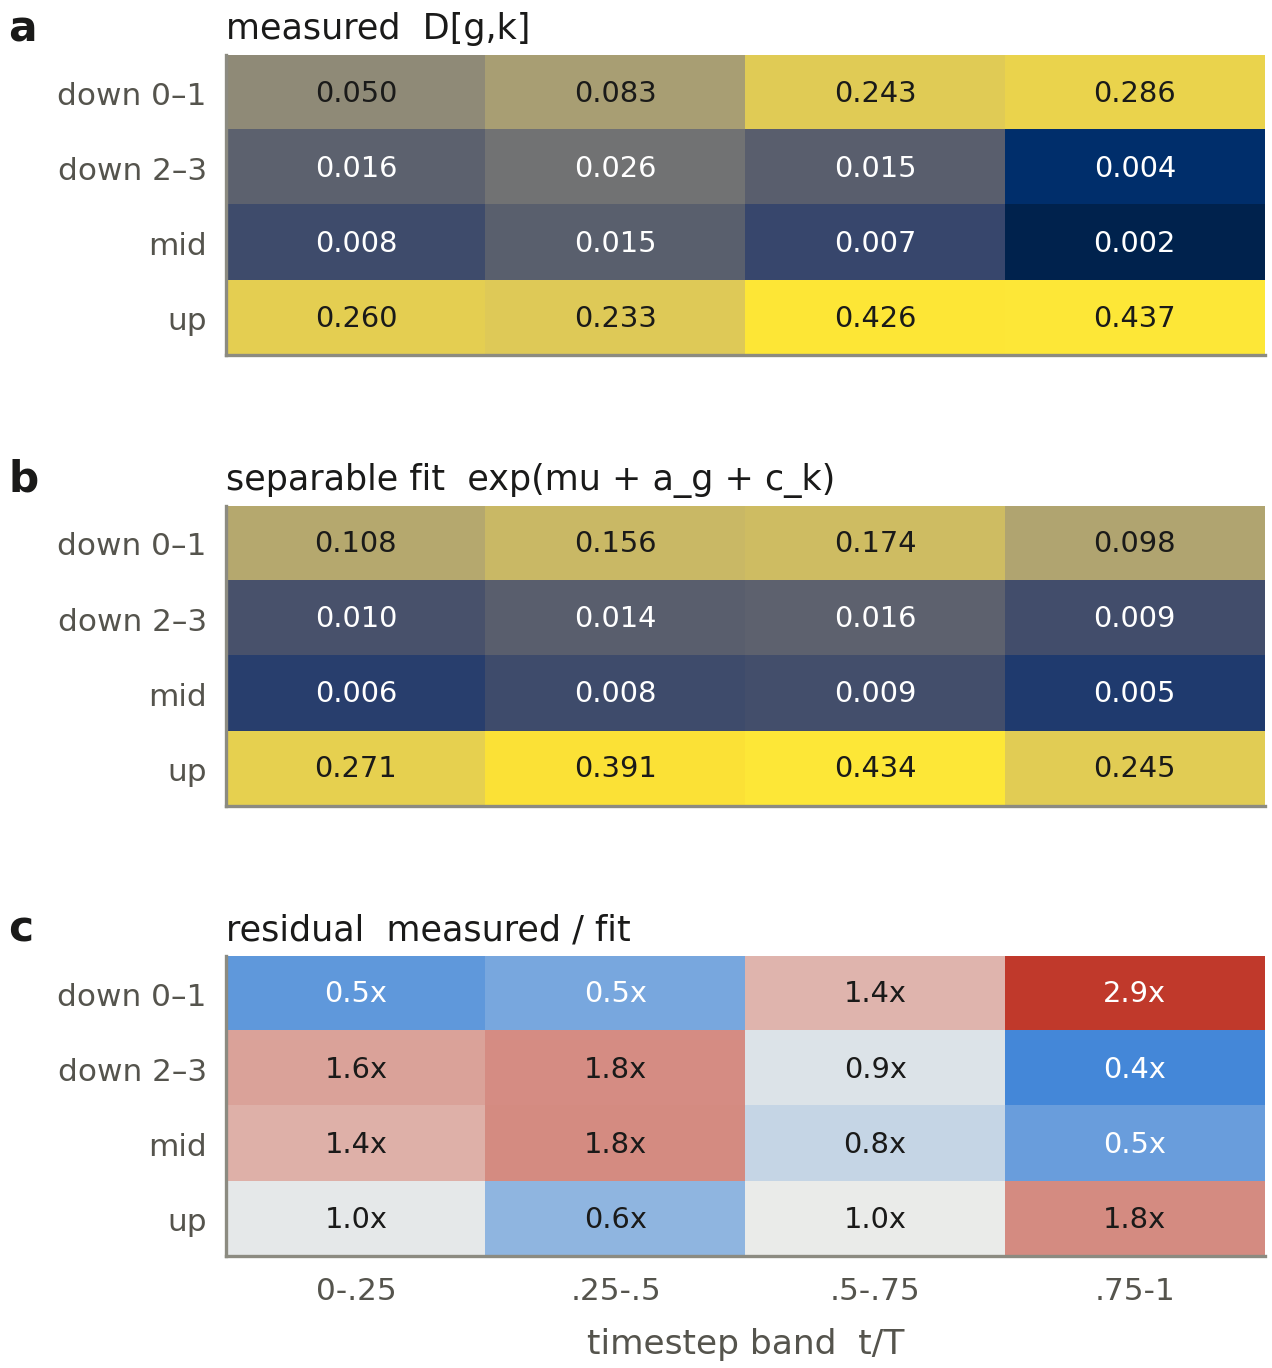 a measured D[g,k]
down 0–1 0.050 0.083 0.243 0.286
down 2–3 0.016 0.026 0.015 0.004
mid 0.008 0.015 0.007 0.002
up 0.260 0.233 0.426 0.437
b separable fit exp(mu + a_g + c_k)
down 0–1 0.108 0.156 0.174 0.098
down 2–3 0.010 0.014 0.016 0.009
mid 0.006 0.008 0.009 0.005
up 0.271 0.391 0.434 0.245
c residual measured / fit
down 0–1 0.5x 0.5x 1.4x 2.9x
down 2–3 1.6x 1.8x 0.9x 0.4x
mid 1.4x 1.8x 0.8x 0.5x
up 1.0x 0.6x 1.0x 1.8x
0-.25 .25-.5 .5-.75 .75-1
timestep band t/T